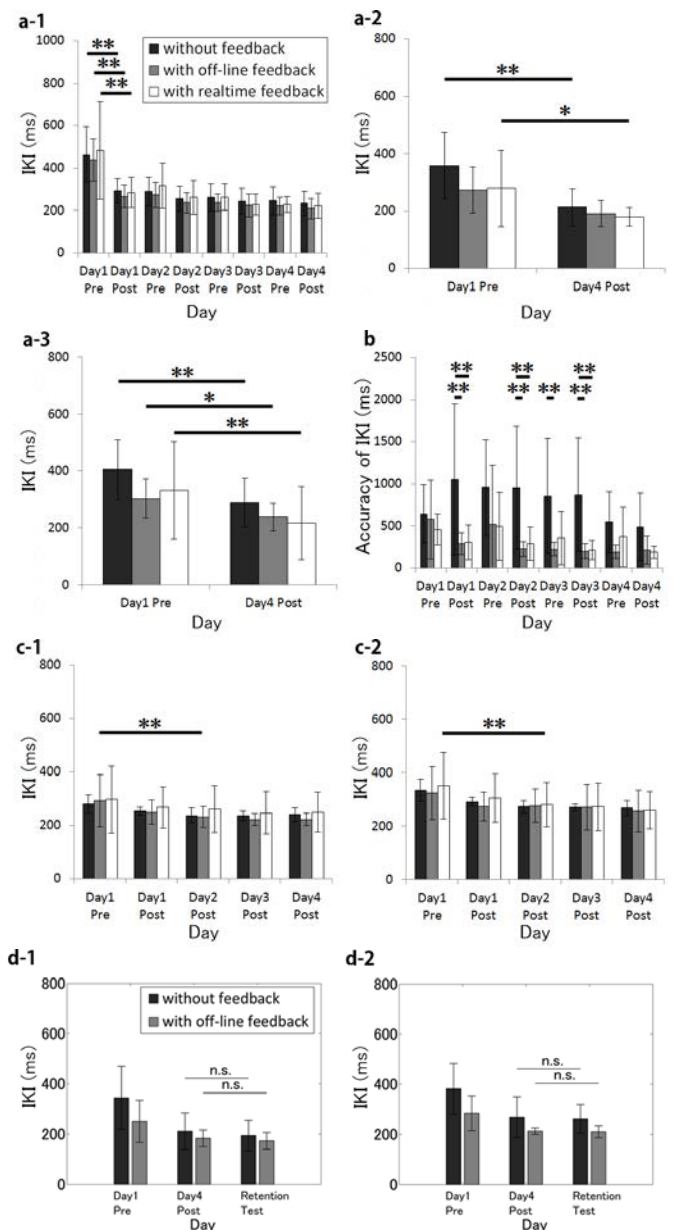 a-1
1000
800
600
400
200
0
IKI (ms)
**
**
**
without feedback
with off-line feedback
with realtime feedback
Day1 Pre
Day1 Post
Day2 Pre
Day2 Post
Day3 Pre
Day3 Post
Day4 Pre
Day4 Post
Day
a-2
800
600
400
200
0
IKI (ms)
**
*
Day1 Pre
Day4 Post
Day
a-3
800
600
400
200
0
IKI (ms)
**
*
**
Day1 Pre
Day4 Post
Day
b
2500
2000
1500
1000
500
0
Accuracy of IKI (ms)
**
**
**
**
**
**
**
Day1 Pre
Day1 Post
Day2 Pre
Day2 Post
Day3 Pre
Day3 Post
Day4 Pre
Day4 Post
Day
c-1
800
600
400
200
0
IKI (ms)
**
Day1 Pre
Day1 Post
Day2 Post
Day3 Post
Day4 Post
Day
c-2
800
600
400
200
0
IKI (ms)
**
Day1 Pre
Day1 Post
Day2 Post
Day3 Post
Day4 Post
Day
d-1
800
600
400
200
0
IKI (ms)
without feedback
with off-line feedback
n.s.
n.s.
Day1 Pre
Day4 Post
Retention Test
Day
d-2
800
600
400
200
0
IKI (ms)
n.s.
n.s.
Day1 Pre
Day4 Post
Retention Test
Day